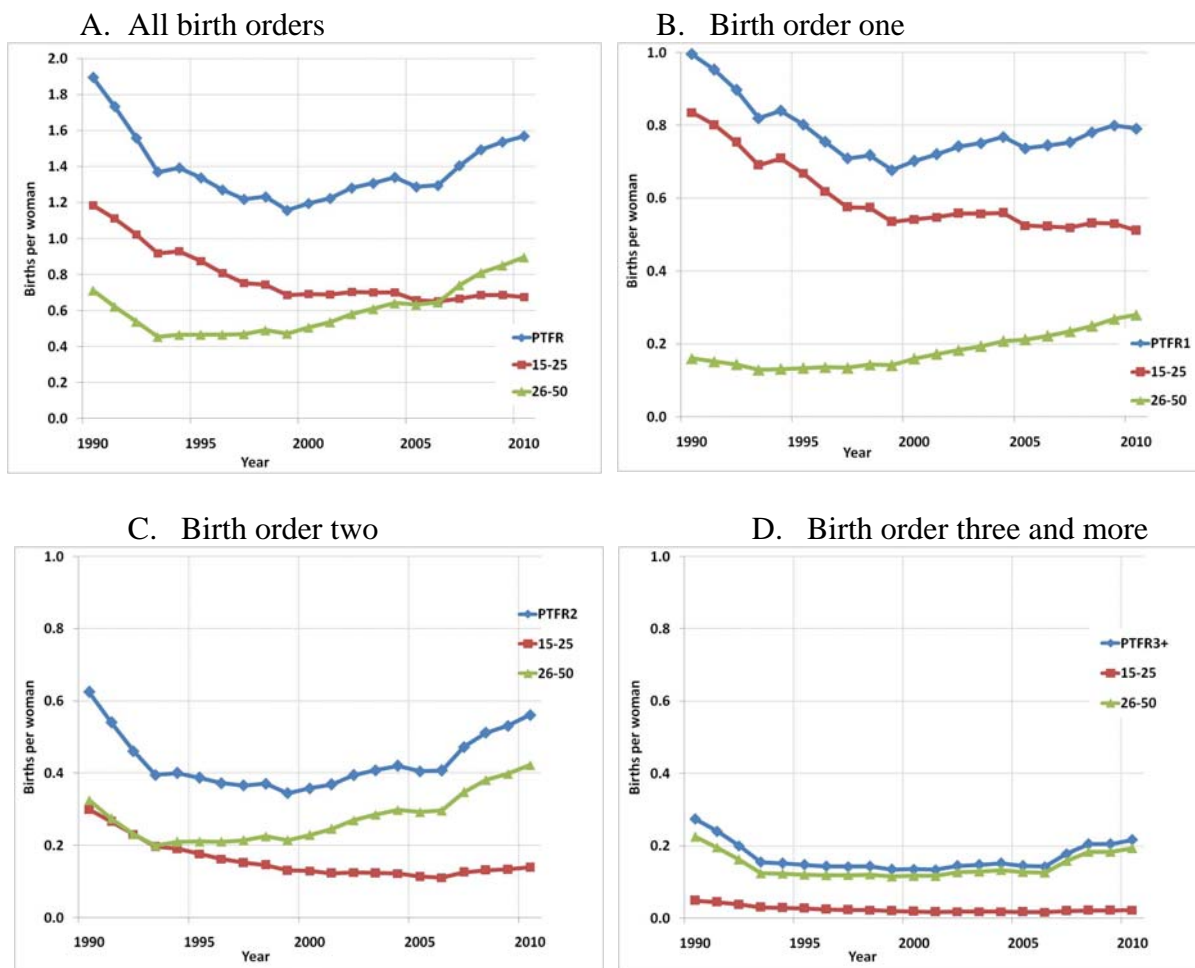 A. All birth orders
2.0
1.8
1.6
1.4
1.2
1.0
0.8
0.6
0.4
0.2
0.0
Births per woman
1990 1995 2000 2005 2010
Year
PTFR
15-25
26-50
B. Birth order one
1.0
0.8
0.6
0.4
0.2
0.0
Births per woman
1990 1995 2000 2005 2010
Year
PTFR1
15-25
26-50
C. Birth order two
1.0
0.8
0.6
0.4
0.2
0.0
Births per woman
1990 1995 2000 2005 2010
Year
PTFR2
15-25
26-50
D. Birth order three and more
1.0
0.8
0.6
0.4
0.2
0.0
Births per woman
1990 1995 2000 2005 2010
Year
PTFR3+
15-25
26-50